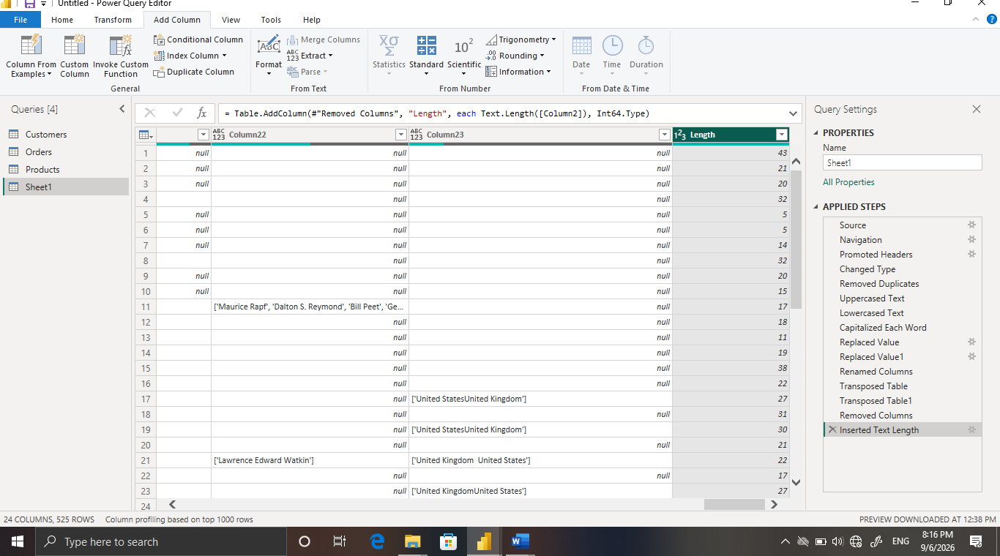 Untitled - Power Query Editor
File Home Transform Add Column View Tools Help
Column From Examples
Custom Column
Invoke Custom Function
Conditional Column
Index Column
Duplicate Column
General
ABC
Format
Merge Columns
ABC 123 Extract
abc Parse
From Text
Χσ Σ
Statistics
Standard
10²
Scientific
Trigonometry
.00 Rounding
Information
From Number
Date
Time
Duration
From Date & Time
Queries [4]
Customers
Orders
Products
Sheet1
fx = Table.AddColumn(#"Removed Columns", "Length", each Text.Length([Column2]), Int64.Type)
ABC 123 Column22 ABC 123 Column23 123 Length
1 null null null 43
2 null null null 21
3 null null null 20
4 null null 32
5 null null null 5
6 null null null 5
7 null null null 14
8 null null 32
9 null null null 20
10 null null null 15
11 ['Maurice Rapf', 'Dalton S. Reymond', 'Bill Peet', 'Ge... null 17
12 null null 18
13 null null 11
14 null null 19
15 null null 38
16 null null 22
17 null ['United StatesUnited Kingdom'] 27
18 null null 31
19 null ['United StatesUnited Kingdom'] 30
20 null null 21
21 ['Lawrence Edward Watkin'] ['United Kingdom  United States'] 22
22 null null 17
23 null ['United KingdomUnited States'] 27
24
Query Settings
PROPERTIES
Name
Sheet1
All Properties
APPLIED STEPS
Source
Navigation
Promoted Headers
Changed Type
Removed Duplicates
Uppercased Text
Lowercased Text
Capitalized Each Word
Replaced Value
Replaced Value1
Renamed Columns
Transposed Table
Transposed Table1
Removed Columns
Inserted Text Length
24 COLUMNS, 525 ROWS Column profiling based on top 1000 rows
PREVIEW DOWNLOADED AT 12:38 PM
Type here to search
ENG
8:16 PM
9/6/2026